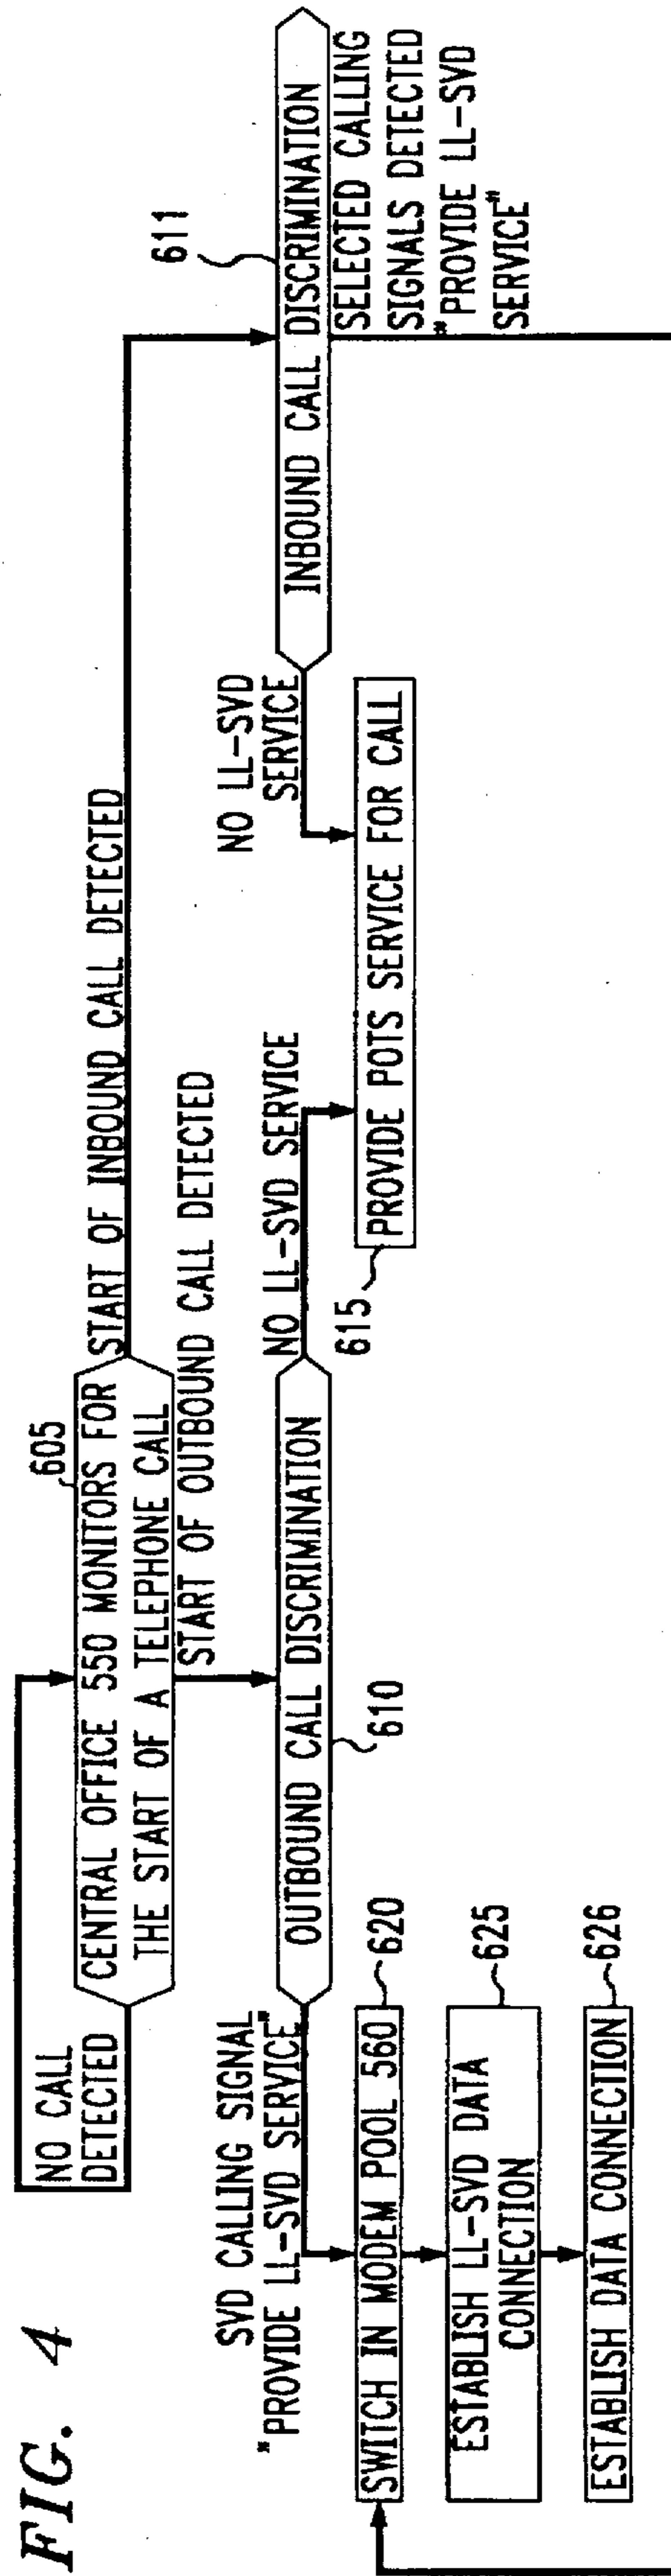 FIG. 4
NO CALL
DETECTED
605
CENTRAL OFFICE 550 MONITORS FOR
THE START OF A TELEPHONE CALL
START OF INBOUND CALL DETECTED
START OF OUTBOUND CALL DETECTED
SVD CALLING SIGNAL
"PROVIDE LL-SVD SERVICE"
OUTBOUND CALL DISCRIMINATION
610
NO LL-SVD SERVICE
NO LL-SVD
SERVICE
INBOUND CALL DISCRIMINATION
611
SELECTED CALLING
SIGNALS DETECTED
"PROVIDE LL-SVD
SERVICE"
615
PROVIDE POTS SERVICE FOR CALL
SWITCH IN MODEM POOL 560
620
ESTABLISH LL-SVD DATA
CONNECTION
625
ESTABLISH DATA CONNECTION
626